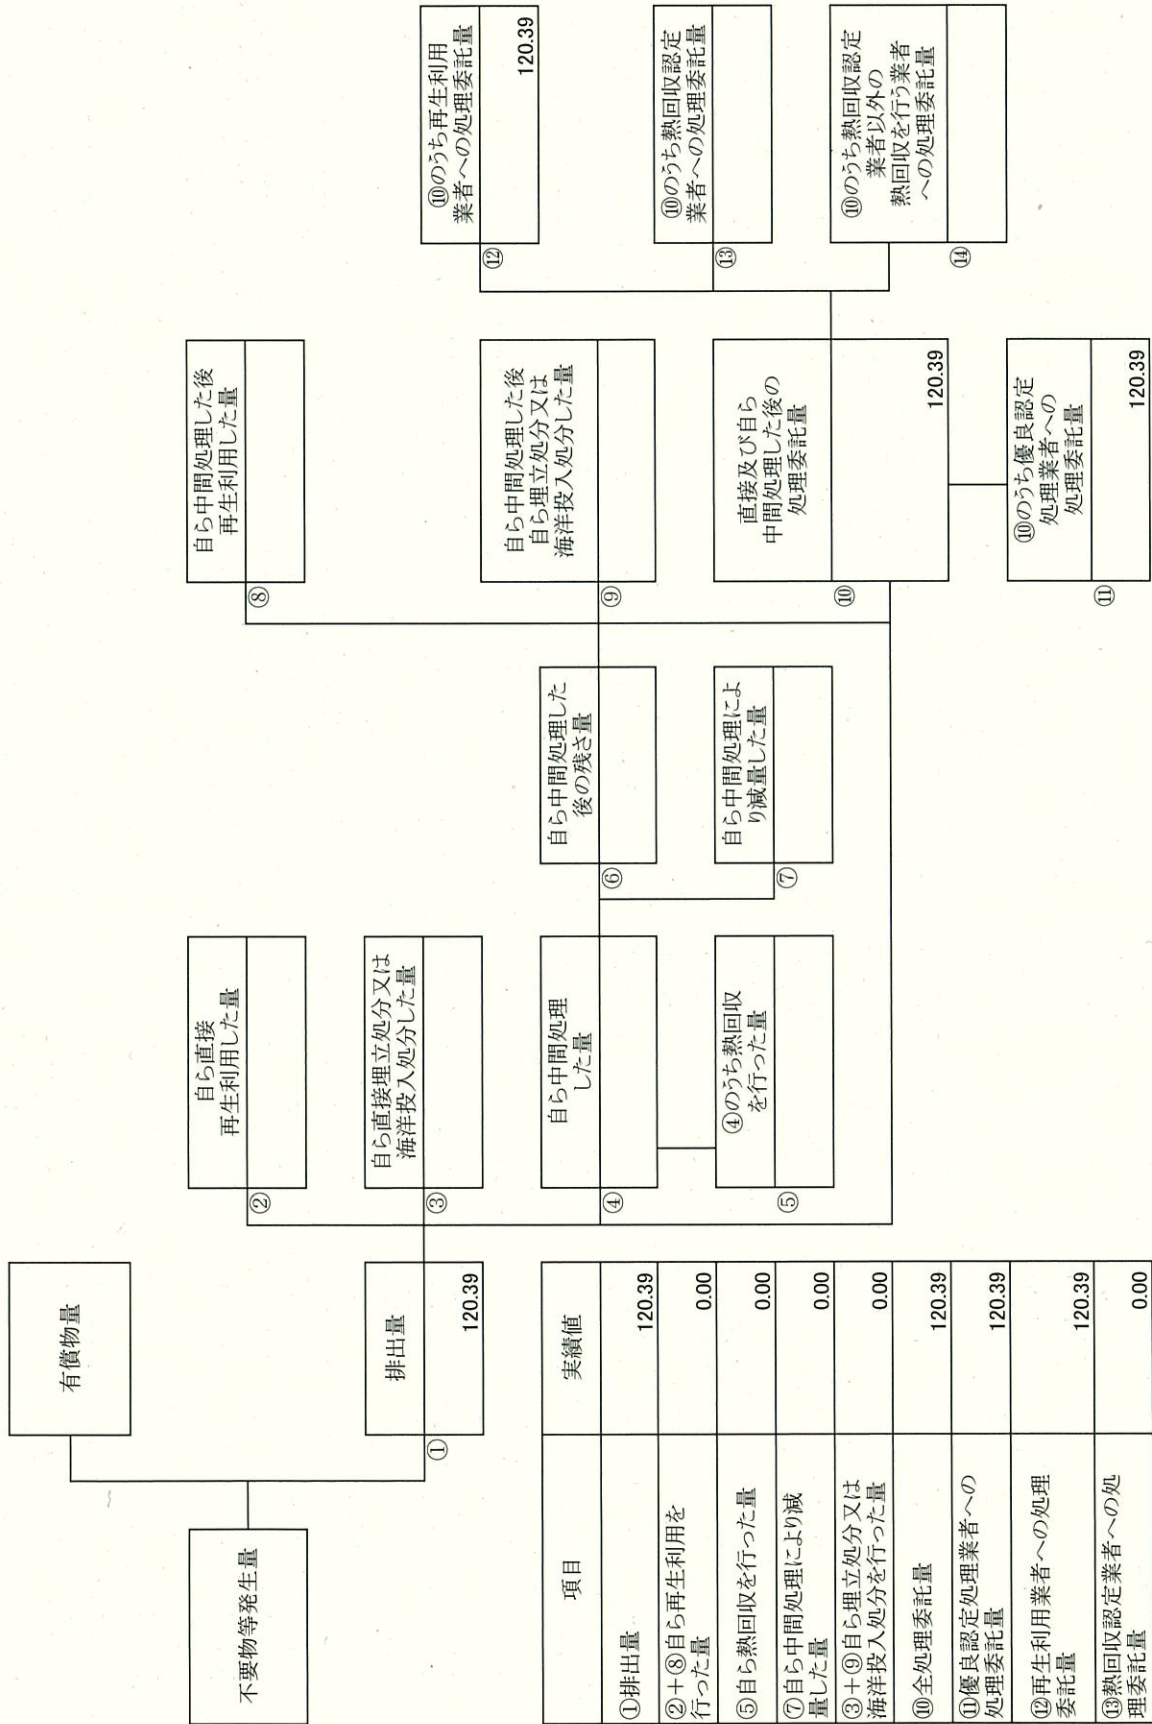 有償物量
不要物等発生量
排出量
①
120.39
自ら直接
再生利用した量
②
自ら直接埋立処分又は
海洋投入処分した量
③
自ら中間処理
した量
④
④のうち熱回収
を行った量
⑤
自ら中間処理した
後の残さ量
⑥
自ら中間処理によ
り減量した量
⑦
自ら中間処理した後
再生利用した量
⑧
自ら中間処理した後
自ら埋立処分又は
海洋投入処分した量
⑨
直接及び自ら
中間処理した後の
処理委託量
⑩
120.39
⑩のうち優良認定
処理業者への
処理委託量
⑪
120.39
⑩のうち再生利用
業者への処理委託量
⑫
120.39
⑩のうち熱回収認定
業者への処理委託量
⑬
⑩のうち熱回収認定
業者以外の
熱回収を行う業者
への処理委託量
⑭
項目 実績値
①排出量 120.39
②+⑧自ら再生利用を
行った量 0.00
⑤自ら熱回収を行った量 0.00
⑦自ら中間処理により減
量した量 0.00
③+⑨自ら埋立処分又は
海洋投入処分を行った量 0.00
⑩全処理委託量 120.39
⑪優良認定処理業者への
処理委託量 120.39
⑫再生利用業者への処理
委託量 120.39
⑬熱回収認定業者への処
理委託量 0.00